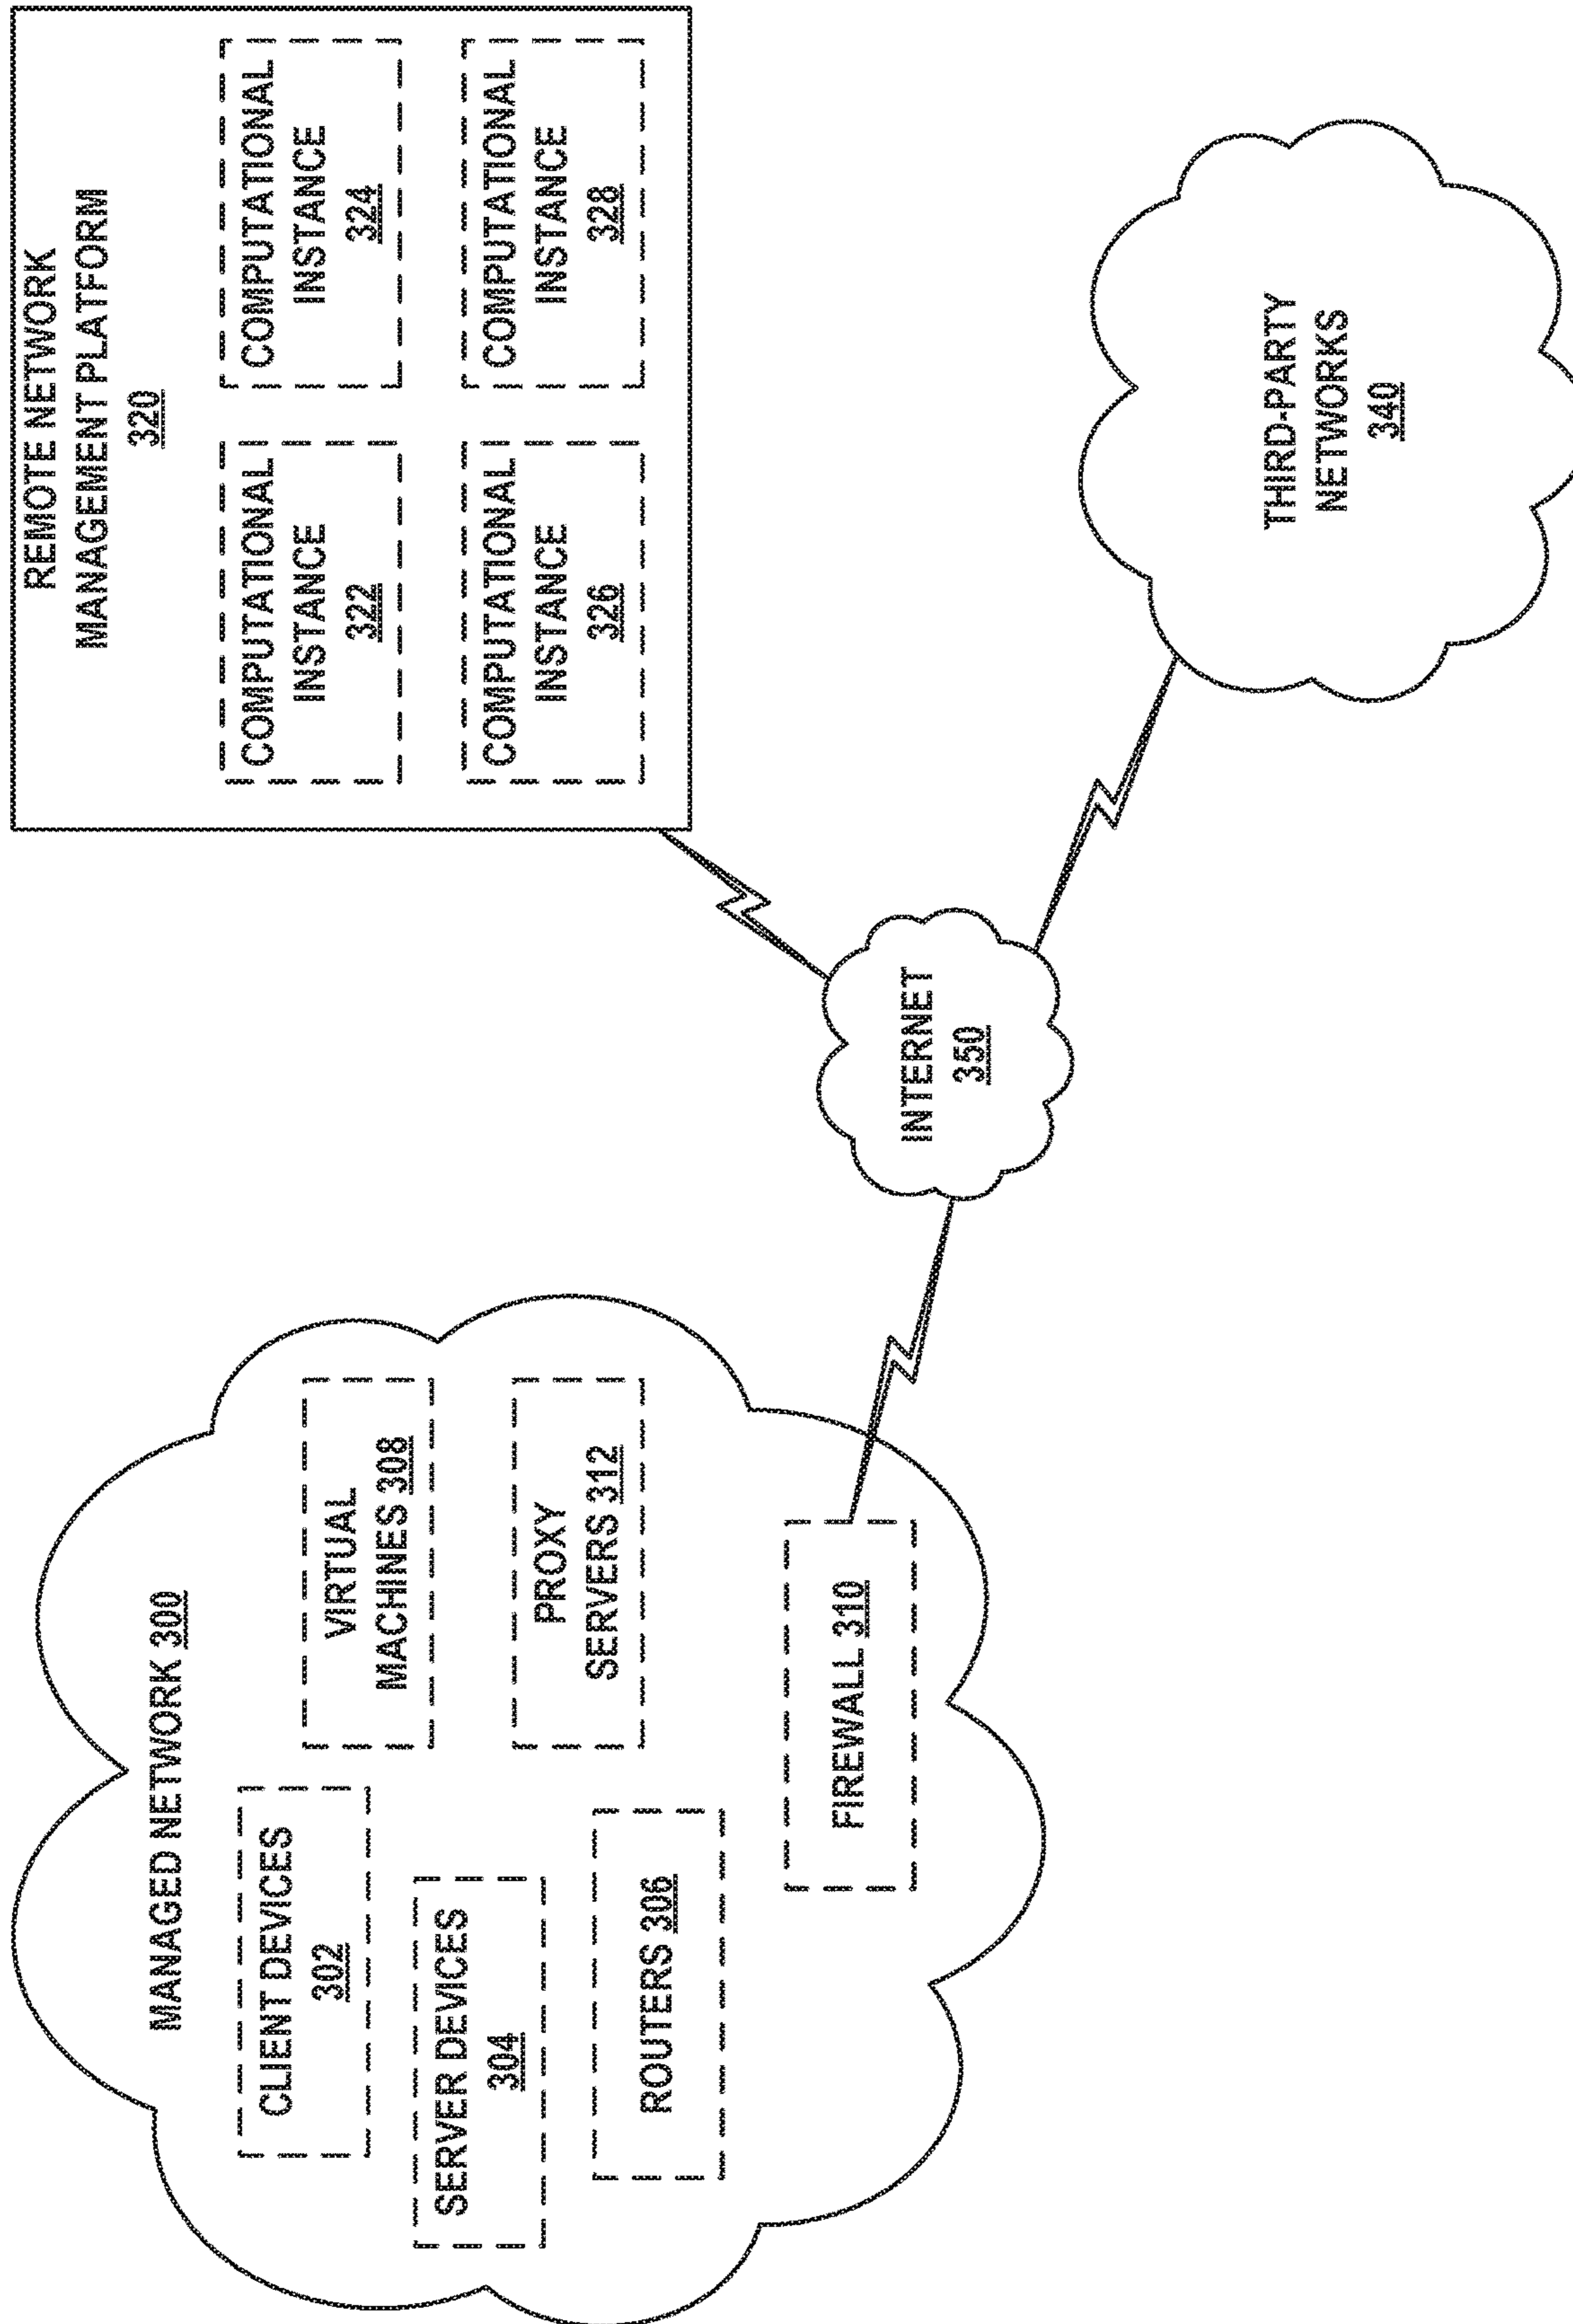 MANAGED NETWORK 300
CLIENT DEVICES
302
VIRTUAL
MACHINES 308
SERVER DEVICES
304
PROXY
SERVERS 312
ROUTERS 306
FIREWALL 310
INTERNET
350
REMOTE NETWORK
MANAGEMENT PLATFORM
320
COMPUTATIONAL
INSTANCE
322
COMPUTATIONAL
INSTANCE
324
COMPUTATIONAL
INSTANCE
326
COMPUTATIONAL
INSTANCE
328
THIRD-PARTY
NETWORKS
340